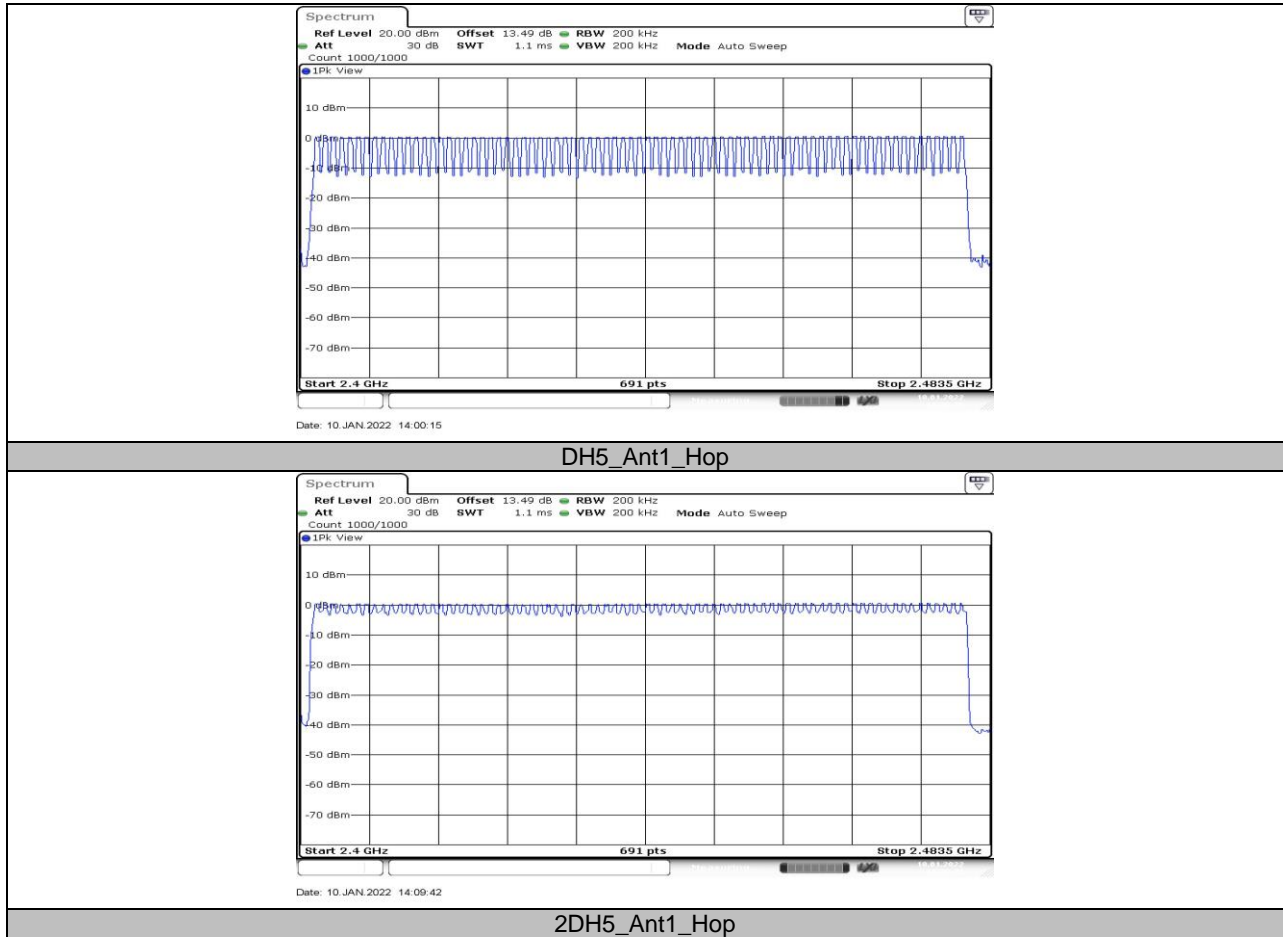 Spectrum
Ref Level 20.00 dBm Offset 13.49 dB RBW 200 kHz
Att 30 dB SWT 1.1 ms VBW 200 kHz Mode Auto Sweep
Count 1000/1000
1Pk View
10 dBm
0 dBm
-10 dBm
-20 dBm
-30 dBm
-40 dBm
-50 dBm
-60 dBm
-70 dBm
Start 2.4 GHz 691 pts Stop 2.4835 GHz
Date: 10.JAN.2022 14:00:15
DH5_Ant1_Hop
Spectrum
Ref Level 20.00 dBm Offset 13.49 dB RBW 200 kHz
Att 30 dB SWT 1.1 ms VBW 200 kHz Mode Auto Sweep
Count 1000/1000
1Pk View
10 dBm
0 dBm
-10 dBm
-20 dBm
-30 dBm
-40 dBm
-50 dBm
-60 dBm
-70 dBm
Start 2.4 GHz 691 pts Stop 2.4835 GHz
Date: 10.JAN.2022 14:09:42
2DH5_Ant1_Hop